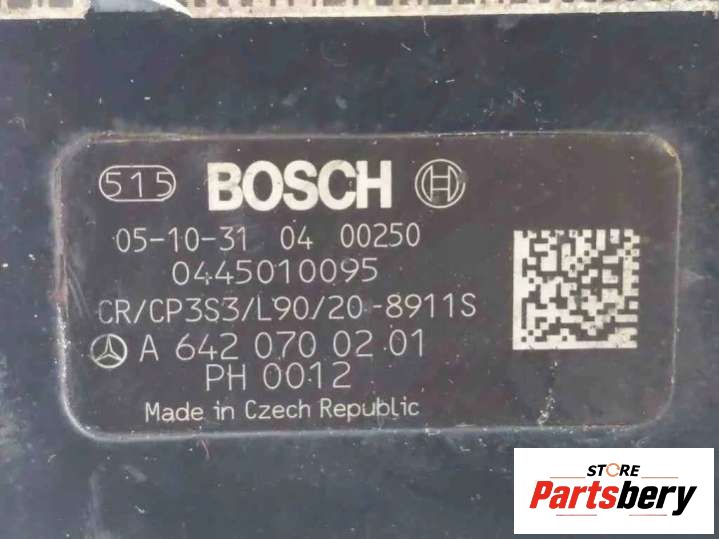 515 BOSCH
05-10-31 04 00250
0445010095
CR/CP3S3/L90/20-8911S
A 642 070 02 01
PH 0012
Made in Czech Republic
STORE
Partsbery